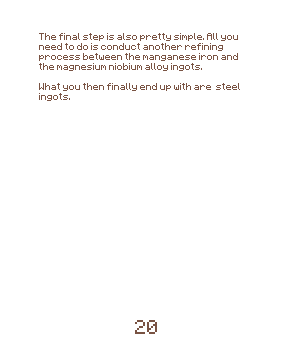 The final step is also pretty simple. All you
need to do is conduct another refining
process between the manganese iron and
the magnesium niobium alloy ingots.
What you then finally end up with are steel
ingots.
20